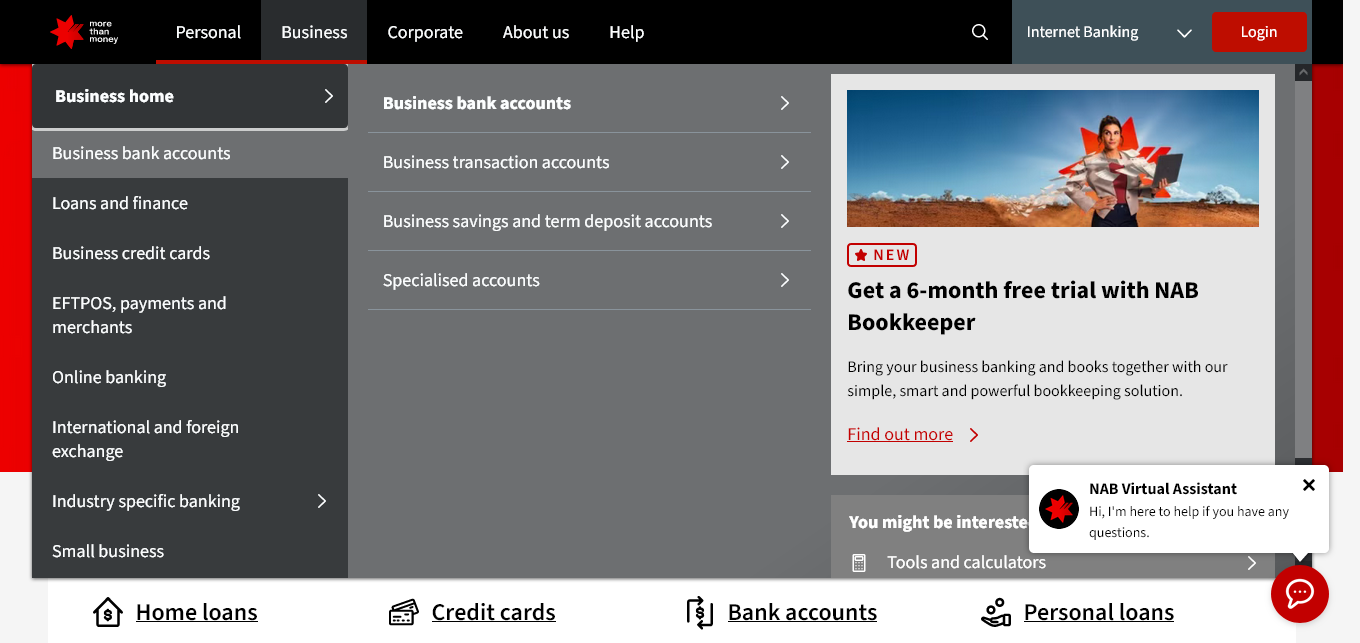 more
than
money
Personal
Business
Corporate
About us
Help
Internet Banking
Login
Business home
Business bank accounts
Loans and finance
Business credit cards
EFTPOS, payments and
merchants
Online banking
International and foreign
exchange
Industry specific banking
Small business
Business bank accounts
Business transaction accounts
Business savings and term deposit accounts
Specialised accounts
NEW
Get a 6-month free trial with NAB
Bookkeeper
Bring your business banking and books together with our
simple, smart and powerful bookkeeping solution.
Find out more
You might be intereste
Tools and calculators
NAB Virtual Assistant
Hi, I'm here to help if you have any
questions.
Home loans
Credit cards
Bank accounts
Personal loans